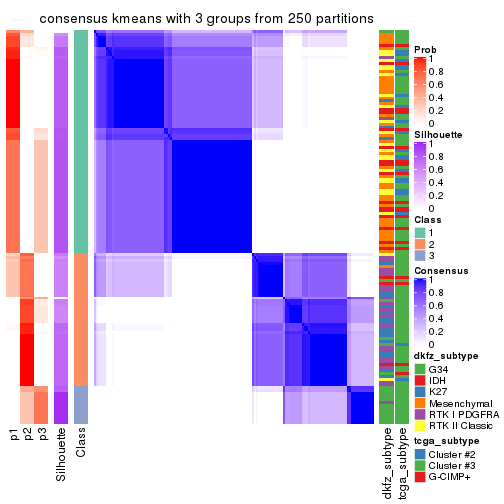 consensus kmeans with 3 groups from 250 partitions
Prob
1
0.8
0.6
0.4
0.2
0
Silhouette
1
0.8
0.6
0.4
0.2
0
Class
1
2
3
Consensus
1
0.8
0.6
0.4
0.2
0
dkfz_subtype
G34
IDH
K27
Mesenchymal
RTK I PDGFRA
RTK II Classic
tcga_subtype
Cluster #2
Cluster #3
G-CIMP+
p1
p2
p3
Silhouette
Class
dkfz_subtype
tcga_subtype